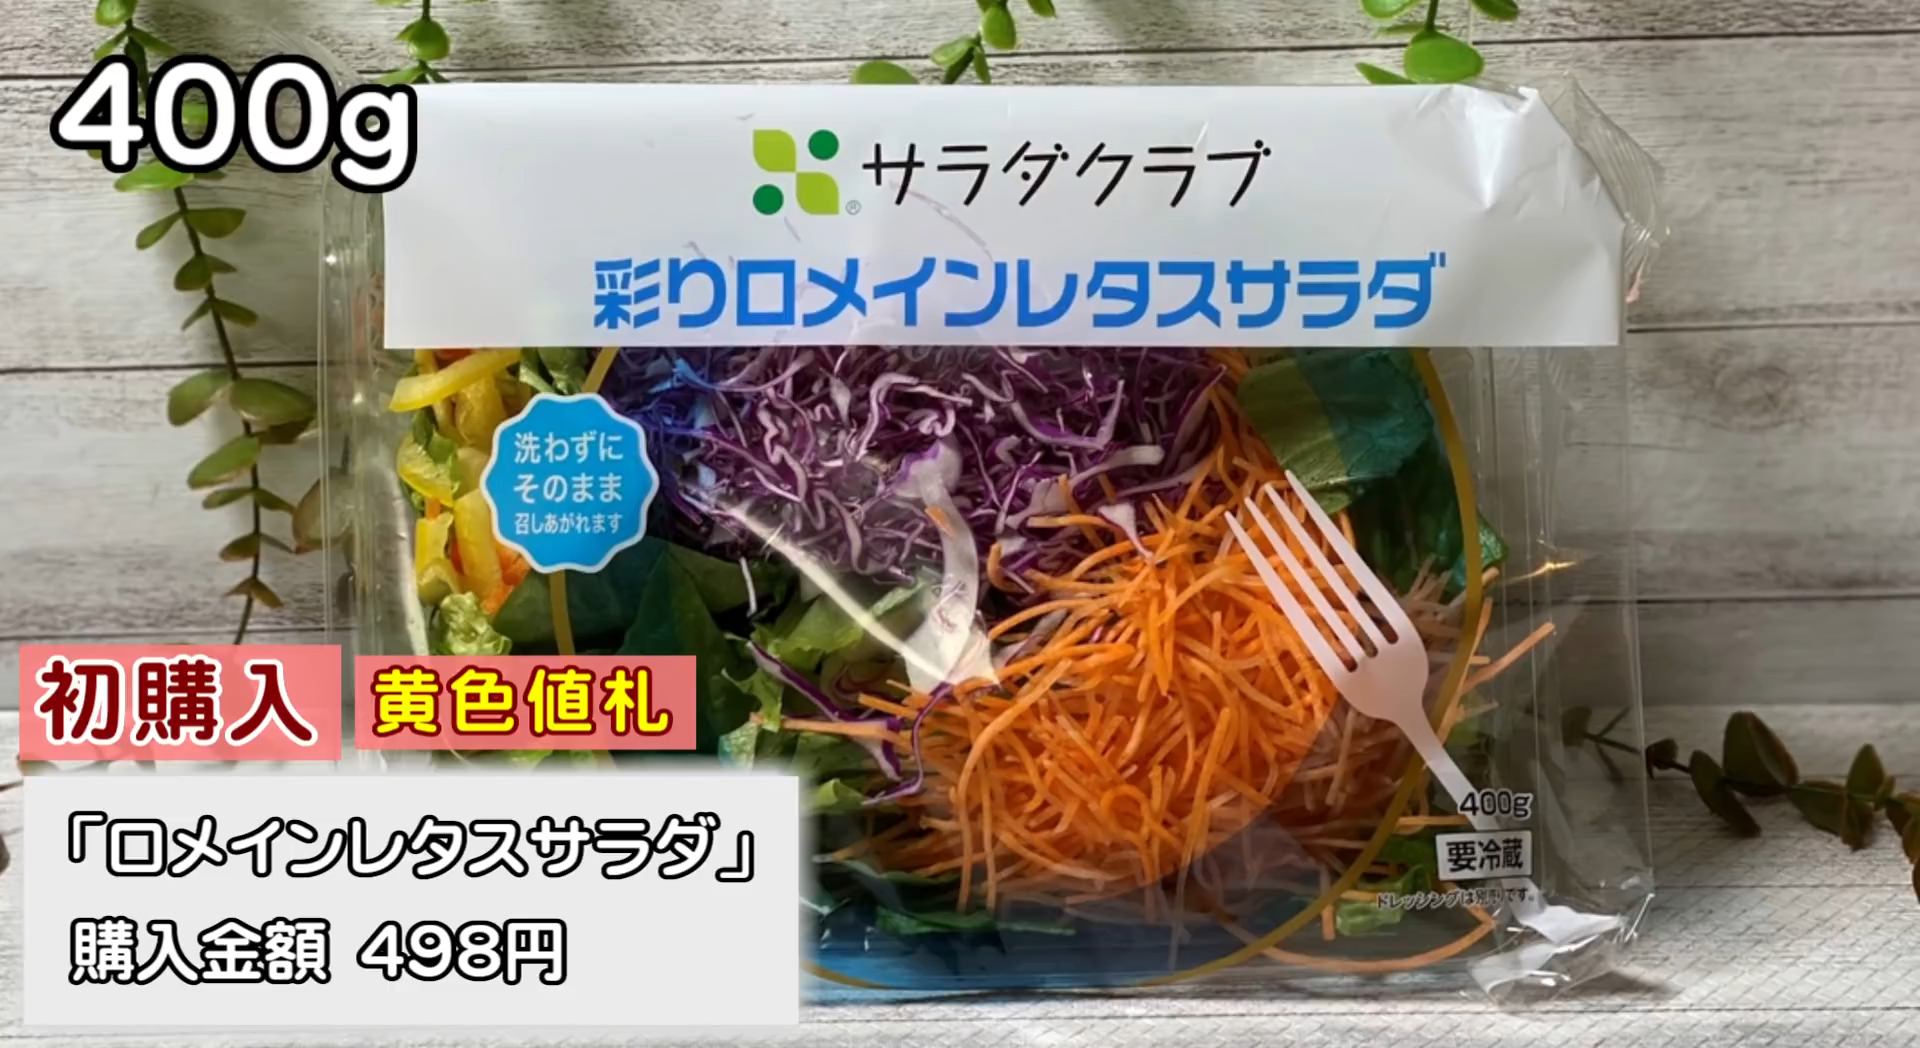 400g
サラダクラブ
彩りロメインレタスサラダ
洗わずに
そのまま
召しあがれます
初購入 黄色値札
「ロメインレタスサラダ」
購入金額 498円
400g
要冷蔵
ドレッシングは別売りです。